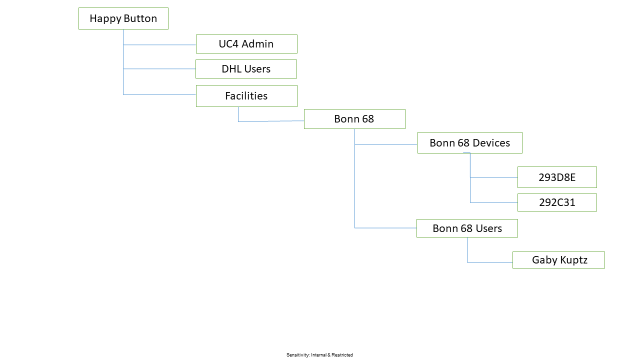 Happy Button
UC4 Admin
DHL Users
Facilities
Bonn 68
Bonn 68 Devices
293D8E
292C31
Bonn 68 Users
Gaby Kuptz
Sensitivity: Internal & Restricted